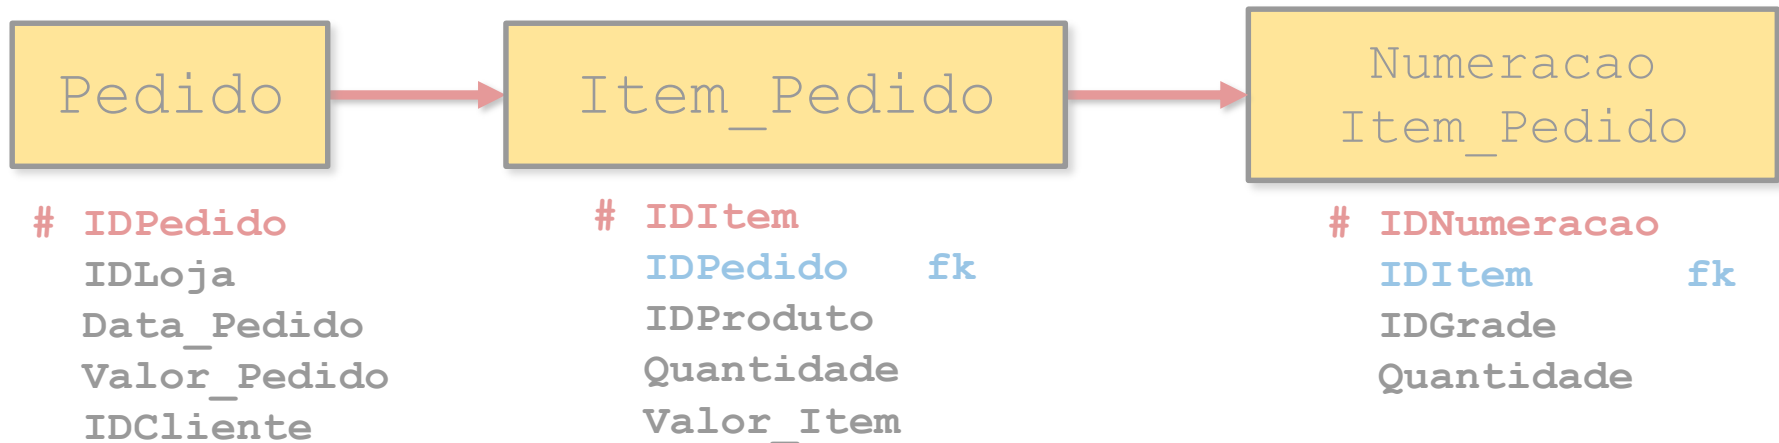 Pedido
Item_Pedido
Numeracao
Item_Pedido
# IDPedido
IDLoja
Data_Pedido
Valor_Pedido
IDCliente
# IDItem
IDPedido fk
IDProduto
Quantidade
Valor_Item
# IDNumeracao
IDItem fk
IDGrade
Quantidade